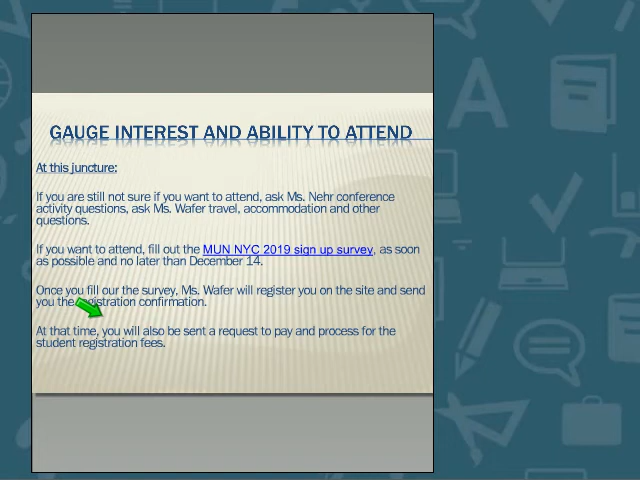 GAUGE INTEREST AND ABILITY TO ATTEND
At this juncture:
If you are still not sure if you want to attend, ask Ms. Nehr conference
activity questions, ask Ms. Wafer travel, accommodation and other
questions.
If you want to attend, fill out the MUN NYC 2019 sign up survey, as soon
as possible and no later than December 14.
Once you fill our the survey, Ms. Wafer will register you on the site and send
you the registration confirmation.
At that time, you will also be sent a request to pay and process for the
student registration fees.